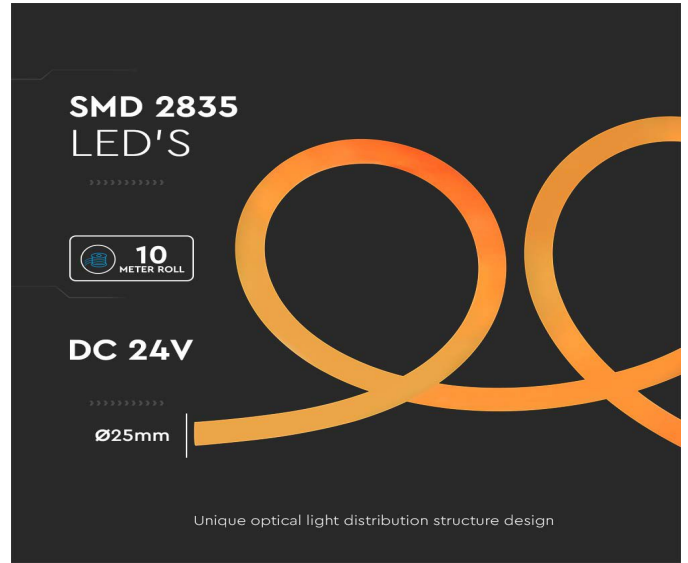 SMD 2835
LED'S
10
METER ROLL
DC 24V
Ø25mm
Unique optical light distribution structure design